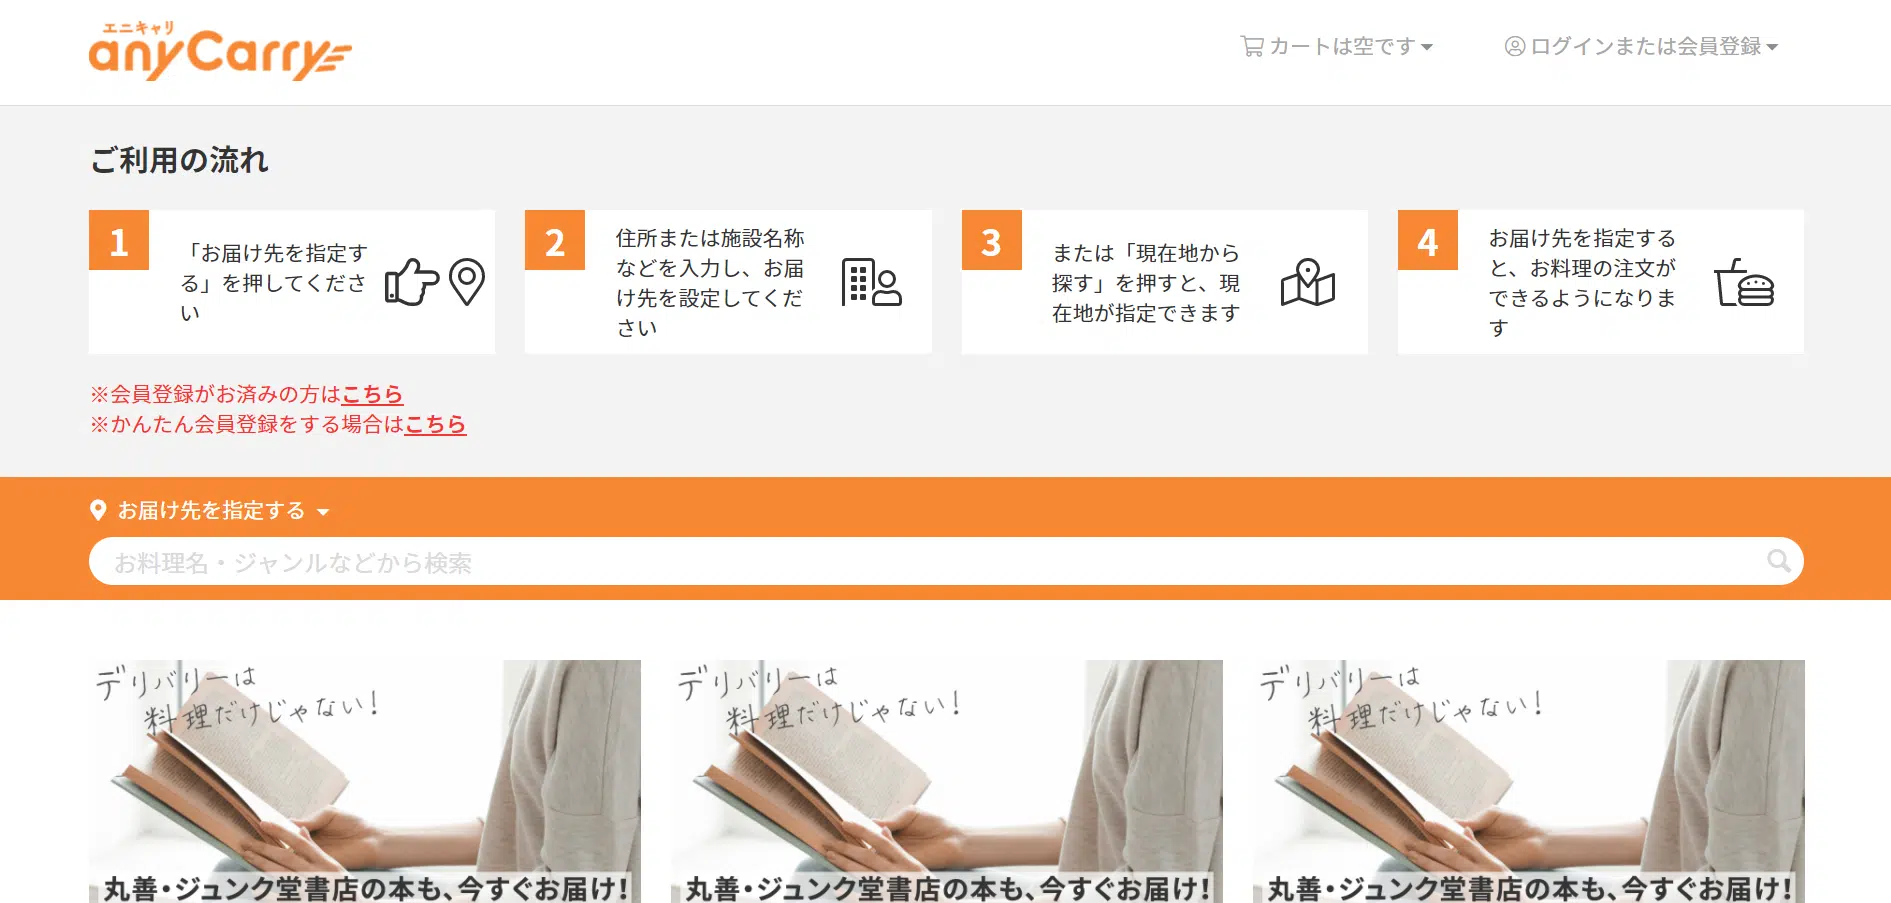 エニキャリ
anyCarry
カートは空です
ログインまたは会員登録
ご利用の流れ
1
「お届け先を指定す
る」を押してくださ
い
2
住所または施設名称
などを入力し、お届
け先を設定してくだ
さい
3
または「現在地から
探す」を押すと、現
在地が指定できます
4
お届け先を指定する
と、お料理の注文が
できるようになりま
す
※会員登録がお済みの方はこちら
※かんたん会員登録をする場合はこちら
お届け先を指定する
お料理名・ジャンルなどから検索
デリバリーは
料理だけじゃない!
丸善・ジュンク堂書店の本も、今すぐお届け!
デリバリーは
料理だけじゃない!
丸善・ジュンク堂書店の本も、今すぐお届け!
デリバリーは
料理だけじゃない!
丸善・ジュンク堂書店の本も、今すぐお届け!